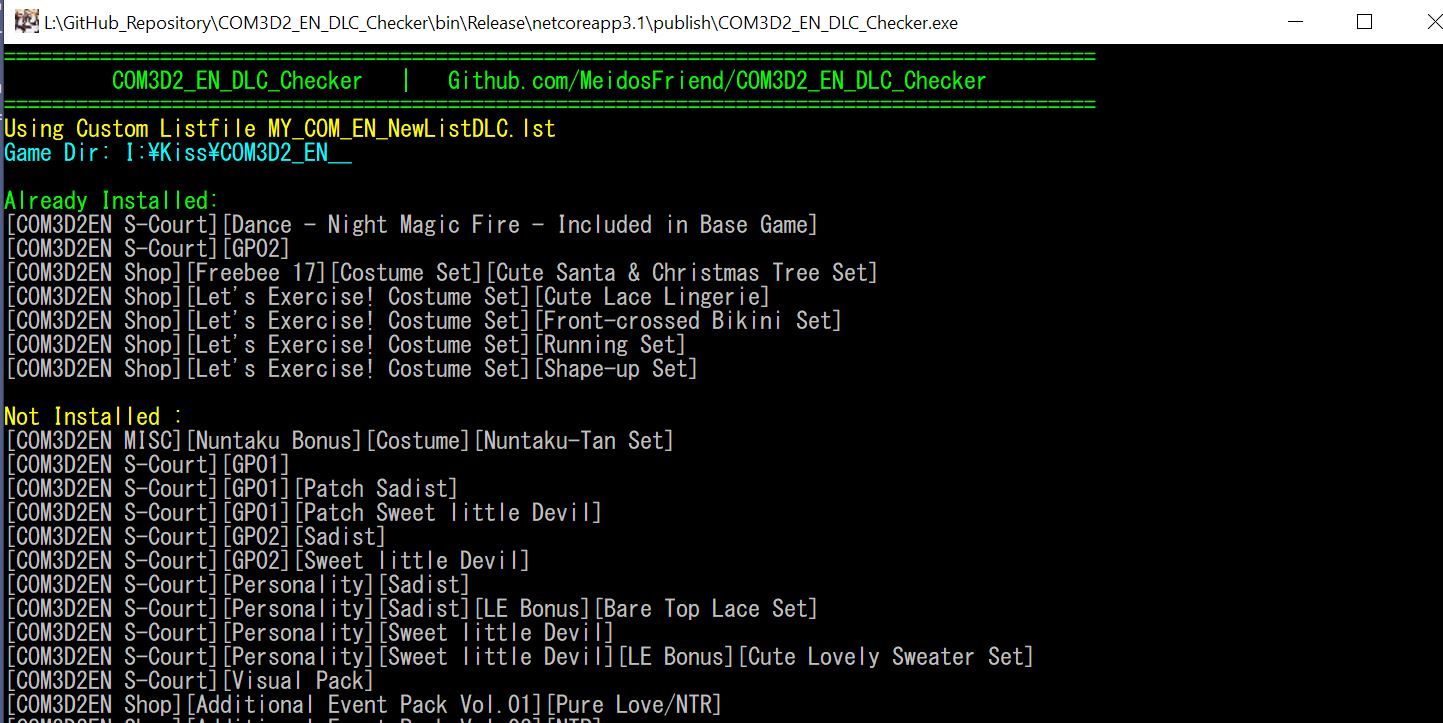 L:\GitHub_Repository\COM3D2_EN_DLC_Checker\bin\Release\netcoreapp3.1\publish\COM3D2_EN_DLC_Checker.exe
COM3D2_EN_DLC_Checker | Github.com/MeidosFriend/COM3D2_EN_DLC_Checker
Using Custom Listfile MY_COM_EN_NewListDLC.lst
Game Dir: I:¥Kiss¥COM3D2_EN__
Already Installed:
[COM3D2EN S-Court][Dance - Night Magic Fire - Included in Base Game]
[COM3D2EN S-Court][GP02]
[COM3D2EN Shop][Freebee 17][Costume Set][Cute Santa & Christmas Tree Set]
[COM3D2EN Shop][Let's Exercise! Costume Set][Cute Lace Lingerie]
[COM3D2EN Shop][Let's Exercise! Costume Set][Front-crossed Bikini Set]
[COM3D2EN Shop][Let's Exercise! Costume Set][Running Set]
[COM3D2EN Shop][Let's Exercise! Costume Set][Shape-up Set]
Not Installed :
[COM3D2EN MISC][Nuntaku Bonus][Costume][Nuntaku-Tan Set]
[COM3D2EN S-Court][GP01]
[COM3D2EN S-Court][GP01][Patch Sadist]
[COM3D2EN S-Court][GP01][Patch Sweet little Devil]
[COM3D2EN S-Court][GP02][Sadist]
[COM3D2EN S-Court][GP02][Sweet little Devil]
[COM3D2EN S-Court][Personality][Sadist]
[COM3D2EN S-Court][Personality][Sadist][LE Bonus][Bare Top Lace Set]
[COM3D2EN S-Court][Personality][Sweet little Devil]
[COM3D2EN S-Court][Personality][Sweet little Devil][LE Bonus][Cute Lovely Sweater Set]
[COM3D2EN S-Court][Visual Pack]
[COM3D2EN Shop][Additional Event Pack Vol.01][Pure Love/NTR]